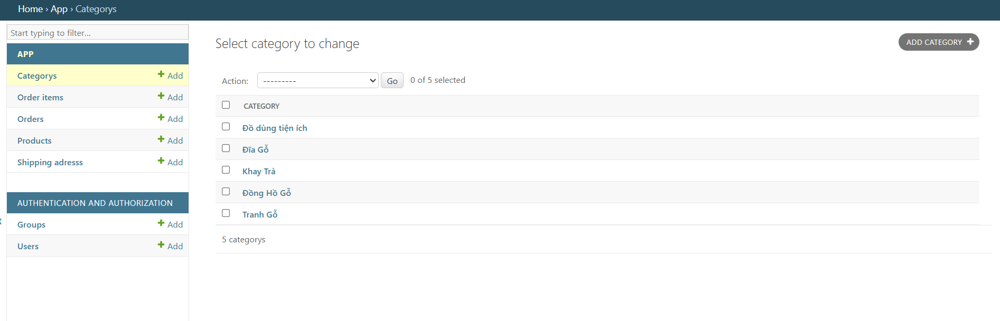 Home › App › Categorys
Start typing to filter...
APP
Categorys + Add
Order items + Add
Orders + Add
Products + Add
Shipping adresss + Add
AUTHENTICATION AND AUTHORIZATION
Groups + Add
Users + Add
Select category to change
ADD CATEGORY +
Action: --------- Go 0 of 5 selected
CATEGORY
Đồ dùng tiện ích
Đĩa Gỗ
Khay Trà
Đồng Hồ Gỗ
Tranh Gỗ
5 categorys